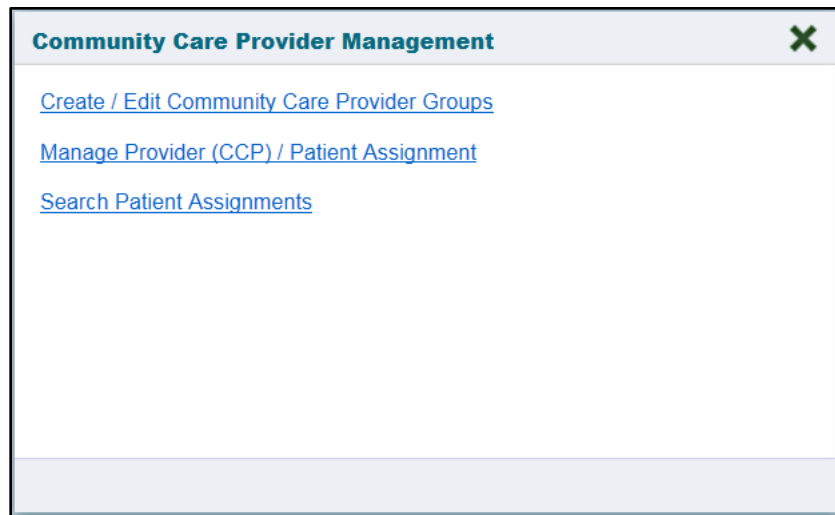 Community Care Provider Management
Create / Edit Community Care Provider Groups
Manage Provider (CCP) / Patient Assignment
Search Patient Assignments